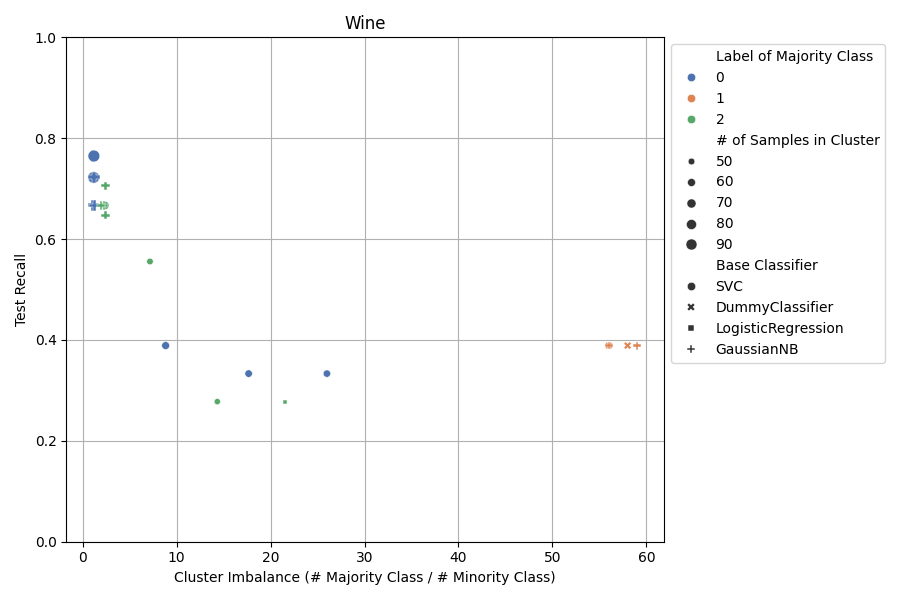 Wine
1.0
0.8
0.6
0.4
0.2
0.0
Test Recall
0 10 20 30 40 50 60
Cluster Imbalance (# Majority Class / # Minority Class)
Label of Majority Class
0
1
2
# of Samples in Cluster
50
60
70
80
90
Base Classifier
SVC
DummyClassifier
LogisticRegression
GaussianNB